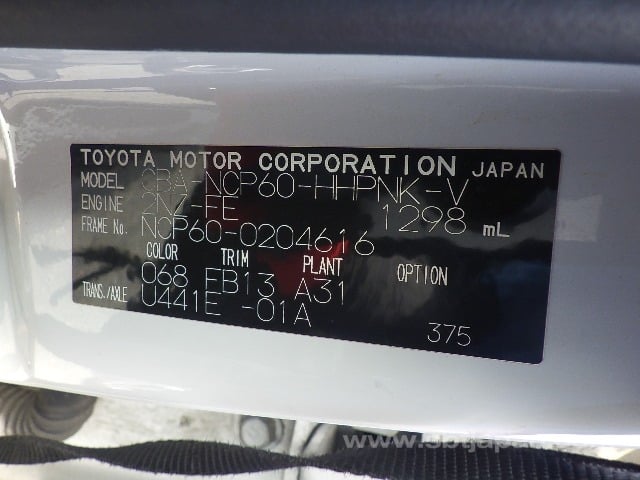 TOYOTA MOTOR CORPORATION JAPAN
MODEL CBA-NCP60-HHPNK-V
ENGINE 2NZ-FE 1298 mL
FRAME No. NCP60-0204616
COLOR TRIM PLANT OPTION
068 EB13 A31
TRANS./AXLE U441E -01A
375